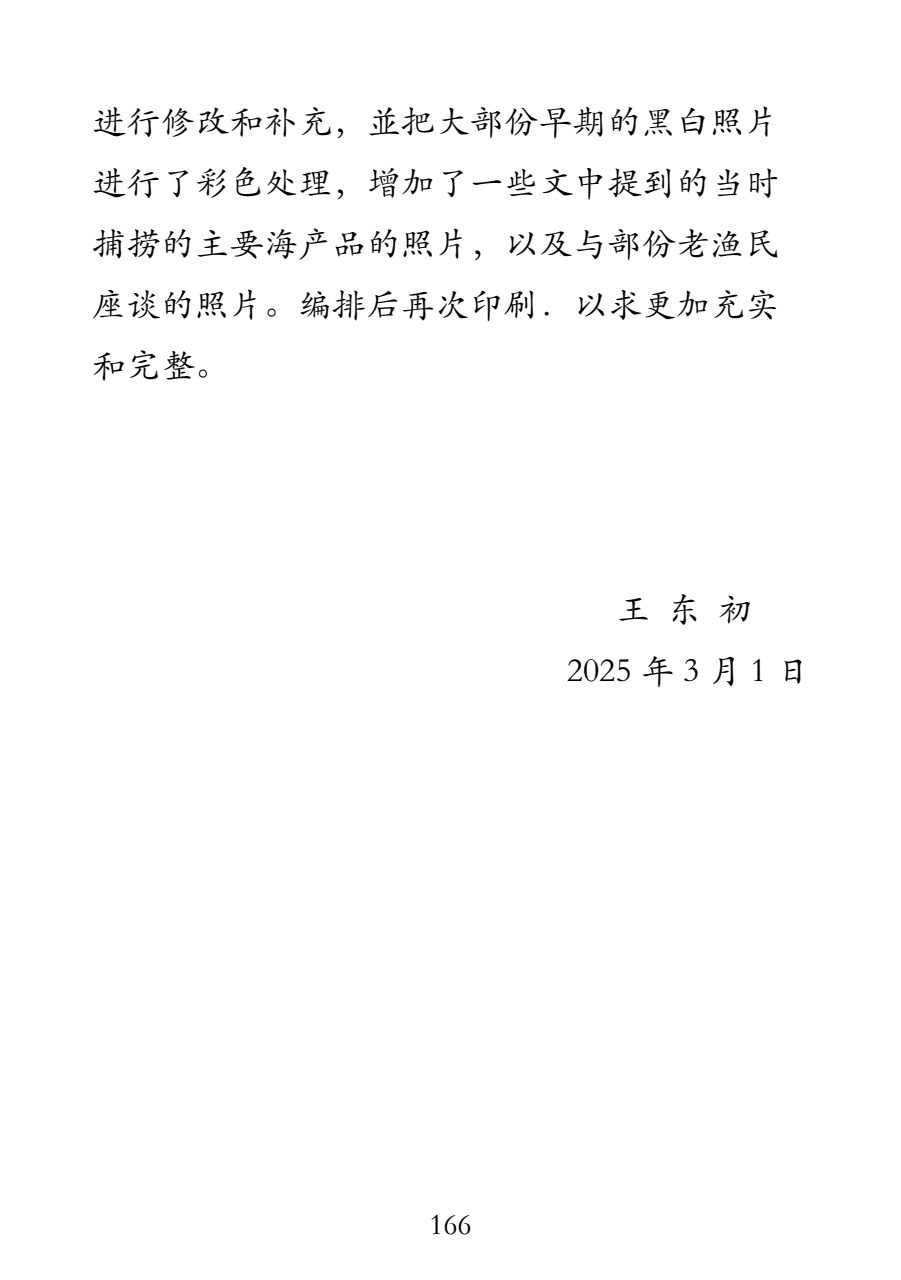 进行修改和补充，並把大部份早期的黑白照片
进行了彩色处理，增加了一些文中提到的当时
捕捞的主要海产品的照片，以及与部份老渔民
座谈的照片。编排后再次印刷．以求更加充实
和完整。
王 东 初
2025 年 3 月 1 日
166